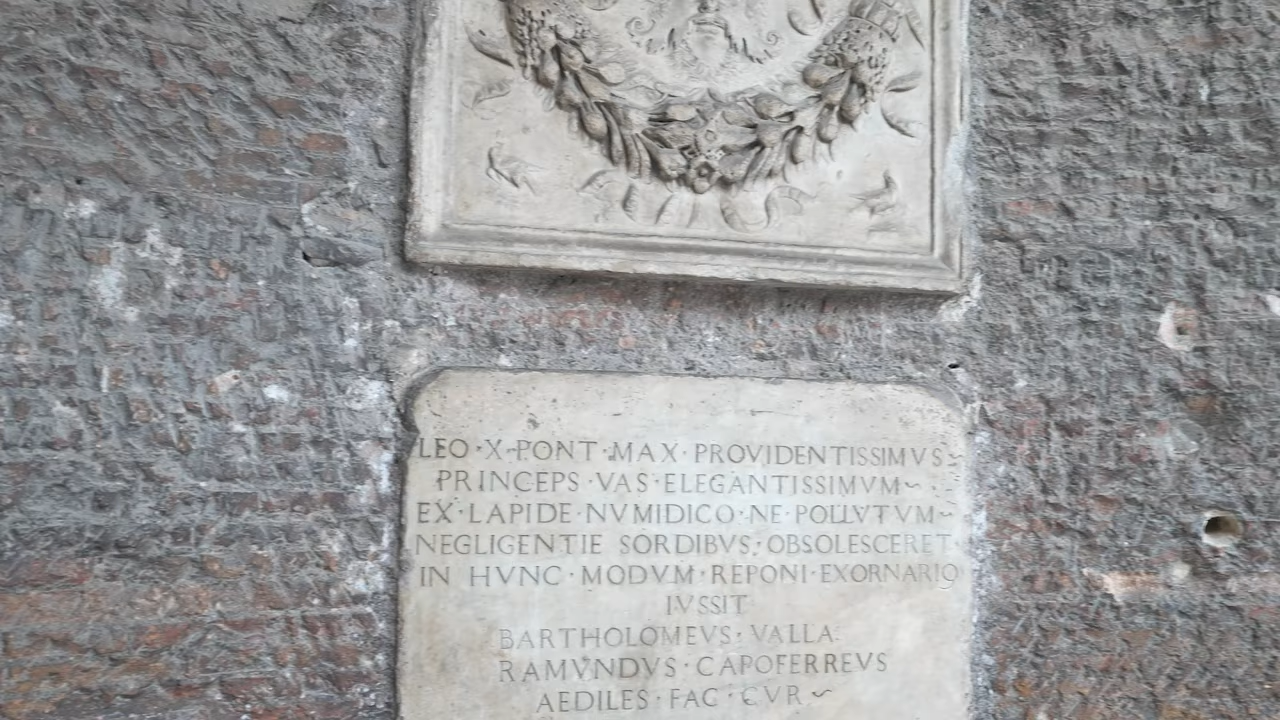 LEO·X·PONT·MAX·PROVIDENTISSIMVS
PRINCEPS·VAS·ELEGANTISSIMVM
EX·LAPIDE·NVMIDICO·NE·POLLVTVM
NEGLIGENTIE SORDIBVS·OBSOLESCERET
IN HVNC·MODVM·REPONI·EXORNARIꝙ
IVSSIT
BARTHOLOMEVS·VALLA
RAMVNDVS·CAPOFERREVS
AEDILES·FAC·CVR